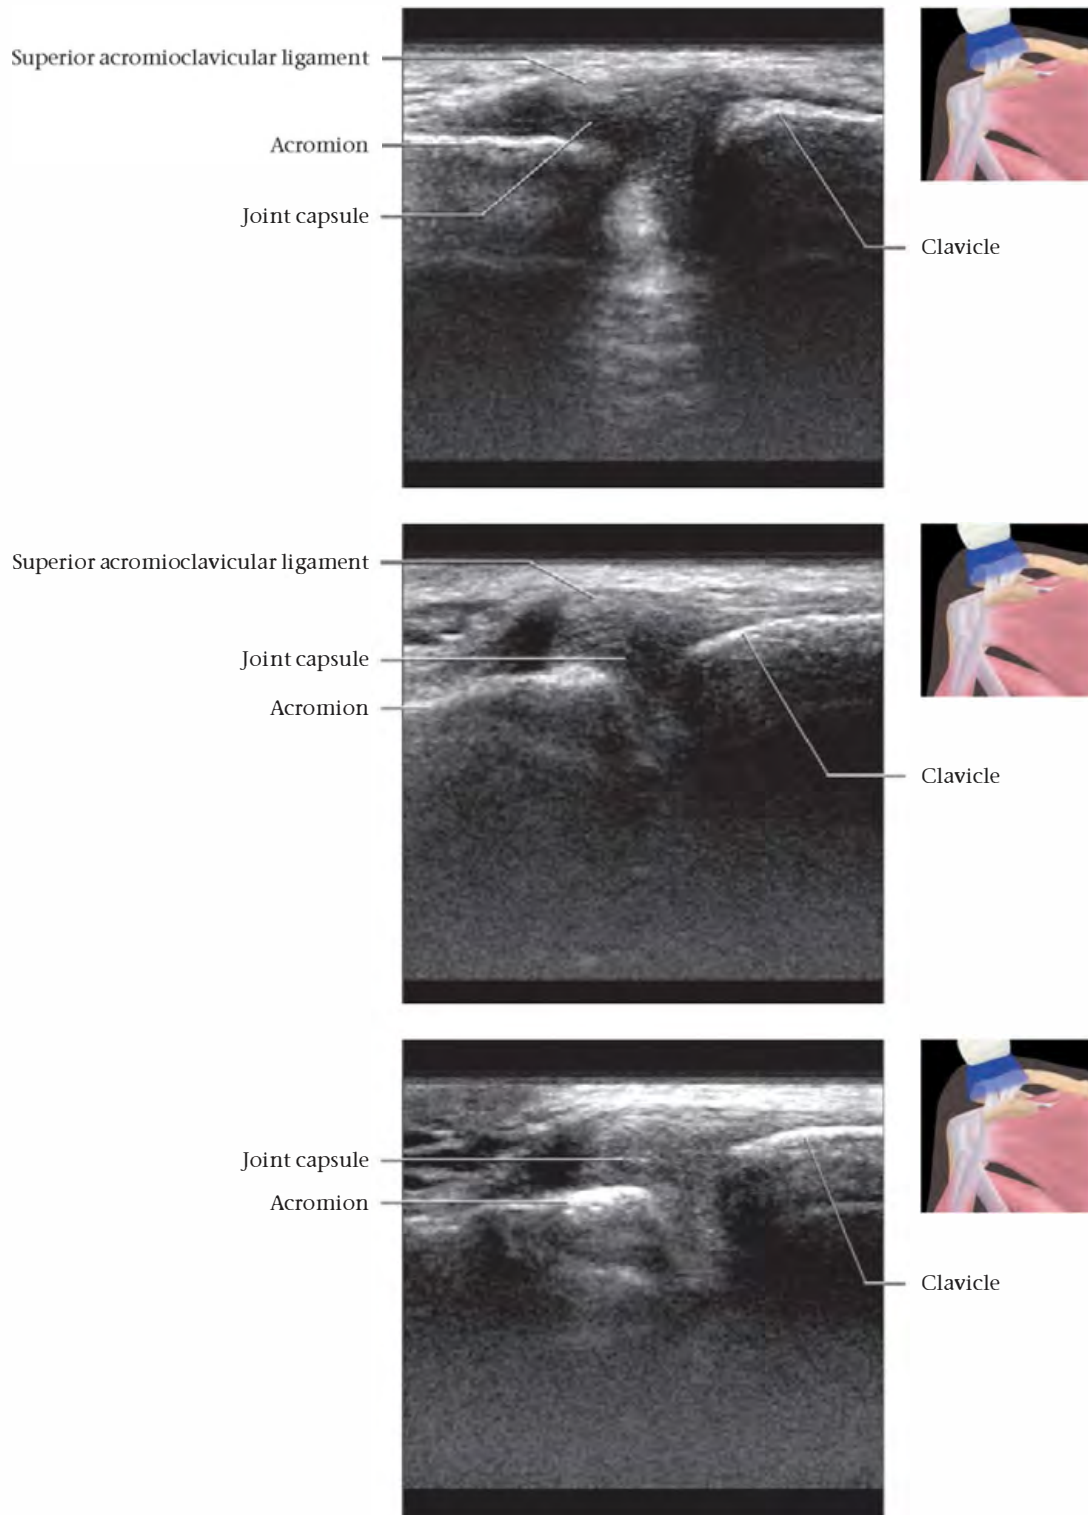 Superior acromioclavicular ligament
Acromion
Joint capsule
Clavicle
Superior acromioclavicular ligament
Joint capsule
Acromion
Clavicle
Joint capsule
Acromion
Clavicle